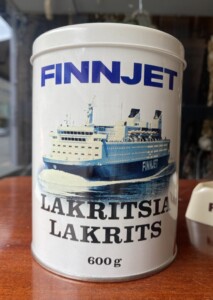 FINNJET
FINNJET
LAKRITSIA
LAKRITS
600 g